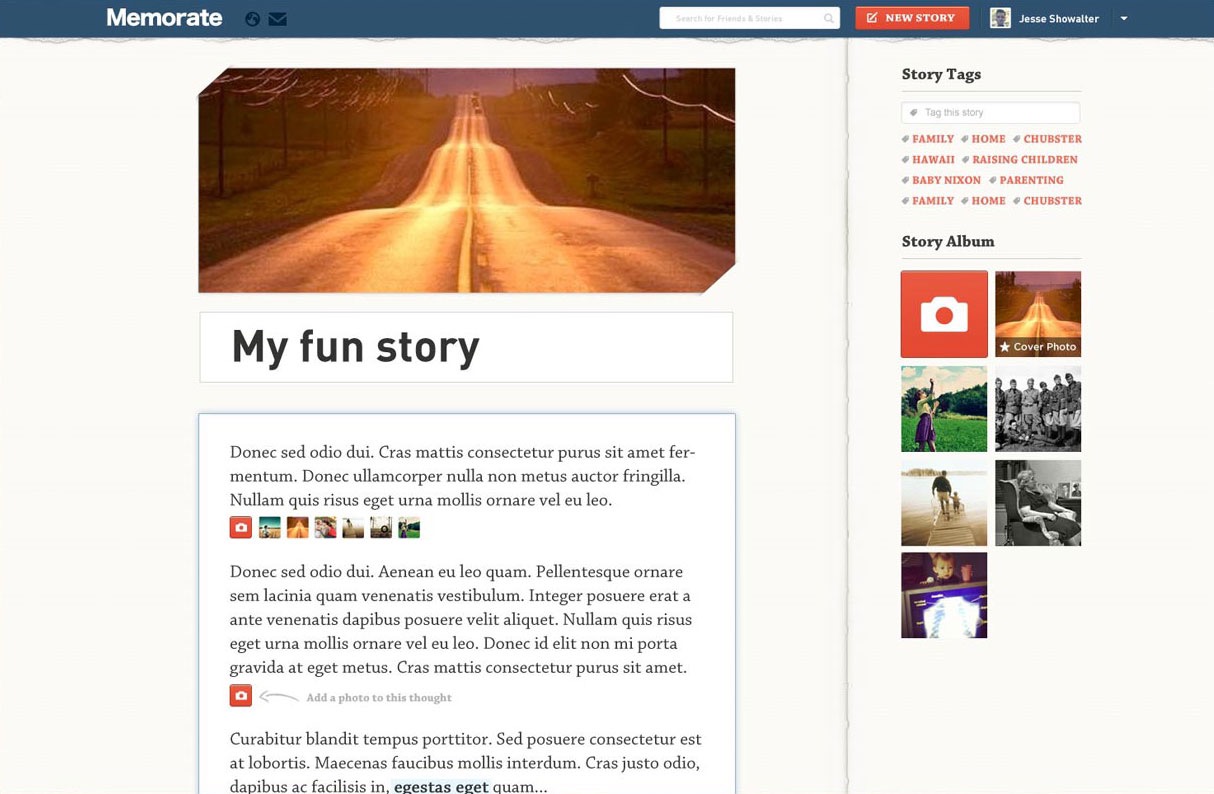 Memorate
Search for Friends & Stories
NEW STORY
Jesse Showalter
My fun story
Donec sed odio dui. Cras mattis consectetur purus sit amet fer-
mentum. Donec ullamcorper nulla non metus auctor fringilla.
Nullam quis risus eget urna mollis ornare vel eu leo.
Donec sed odio dui. Aenean eu leo quam. Pellentesque ornare
sem lacinia quam venenatis vestibulum. Integer posuere erat a
ante venenatis dapibus posuere velit aliquet. Nullam quis risus
eget urna mollis ornare vel eu leo. Donec id elit non mi porta
gravida at eget metus. Cras mattis consectetur purus sit amet.
Add a photo to this thought
Curabitur blandit tempus porttitor. Sed posuere consectetur est
at lobortis. Maecenas faucibus mollis interdum. Cras justo odio,
dapibus ac facilisis in, egestas eget quam...
Story Tags
Tag this story
FAMILY HOME CHUBSTER
HAWAII RAISING CHILDREN
BABY NIXON PARENTING
FAMILY HOME CHUBSTER
Story Album
Cover Photo